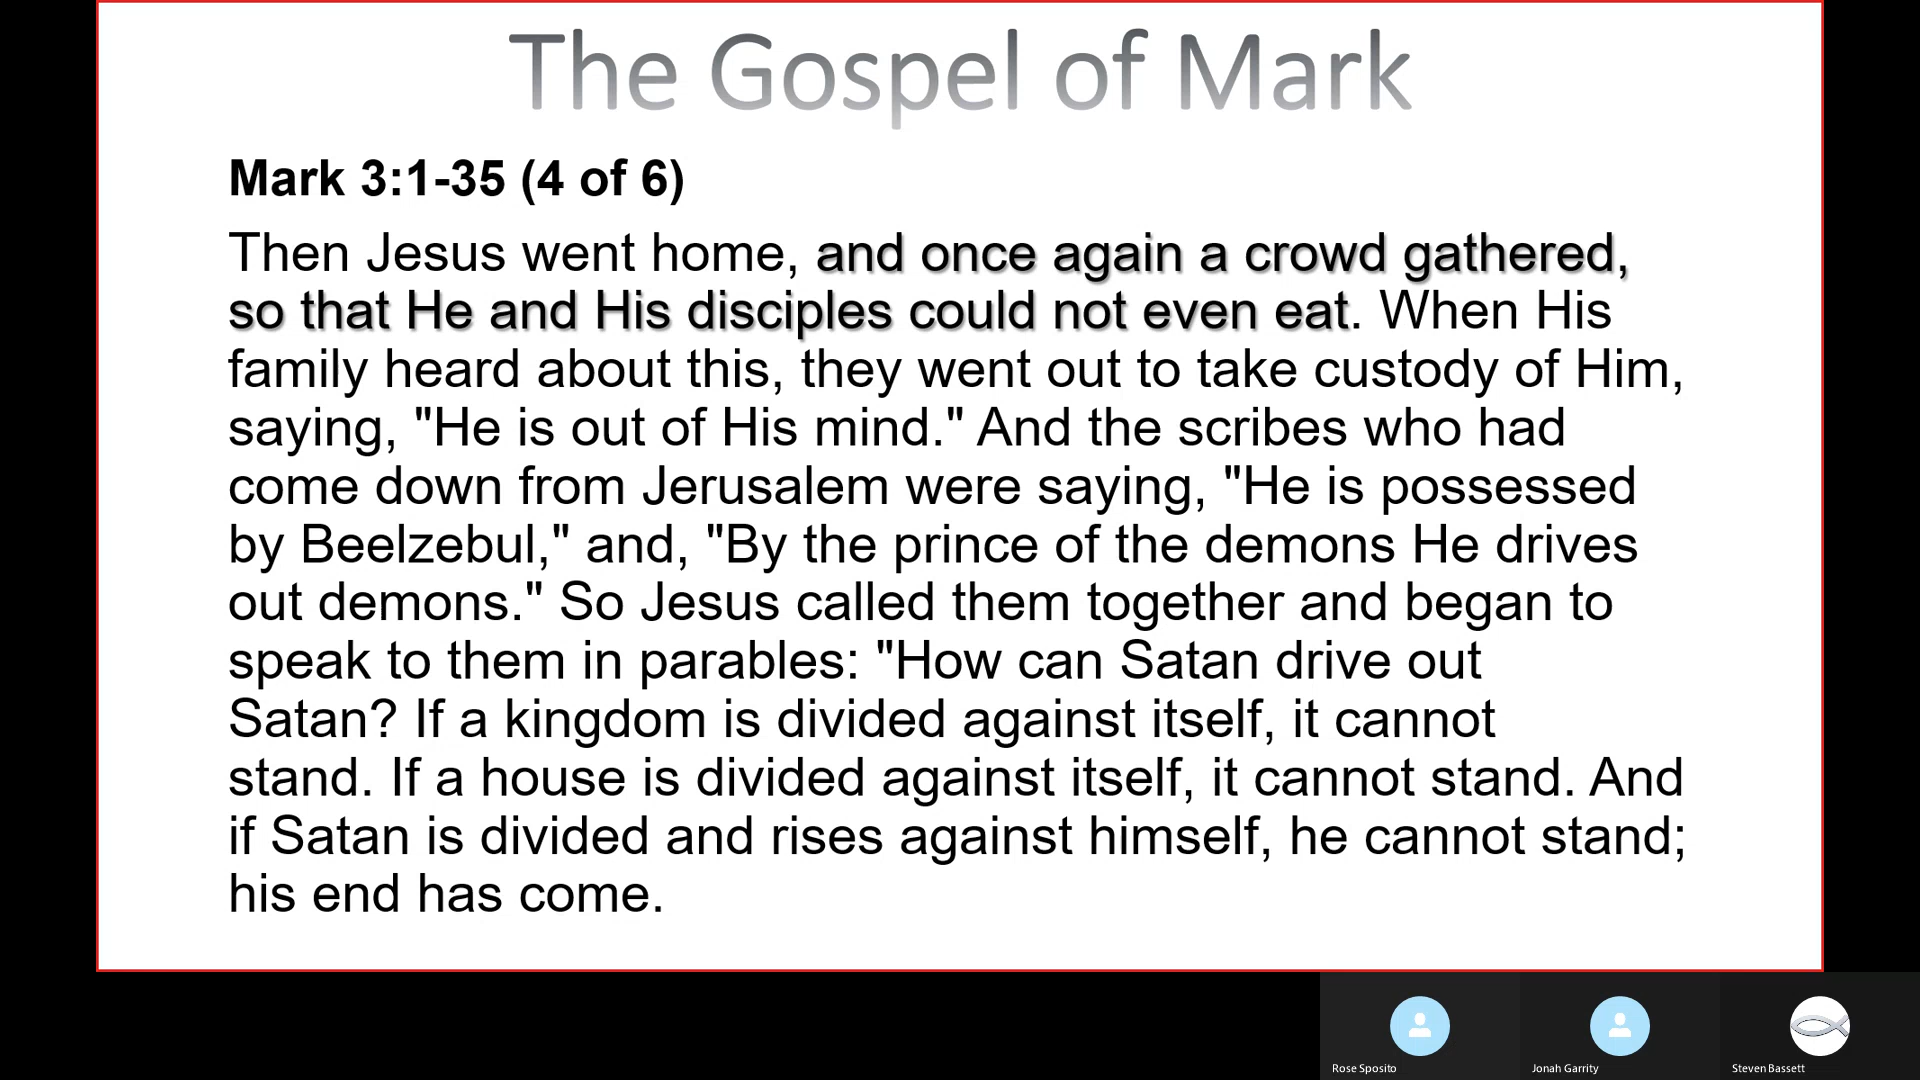 The Gospel of Mark
Mark 3:1-35 (4 of 6)
Then Jesus went home, and once again a crowd gathered,
so that He and His disciples could not even eat. When His
family heard about this, they went out to take custody of Him,
saying, "He is out of His mind." And the scribes who had
come down from Jerusalem were saying, "He is possessed
by Beelzebul," and, "By the prince of the demons He drives
out demons." So Jesus called them together and began to
speak to them in parables: "How can Satan drive out
Satan? If a kingdom is divided against itself, it cannot
stand. If a house is divided against itself, it cannot stand. And
if Satan is divided and rises against himself, he cannot stand;
his end has come.
Rose Sposito
Jonah Garrity
Steven Bassett